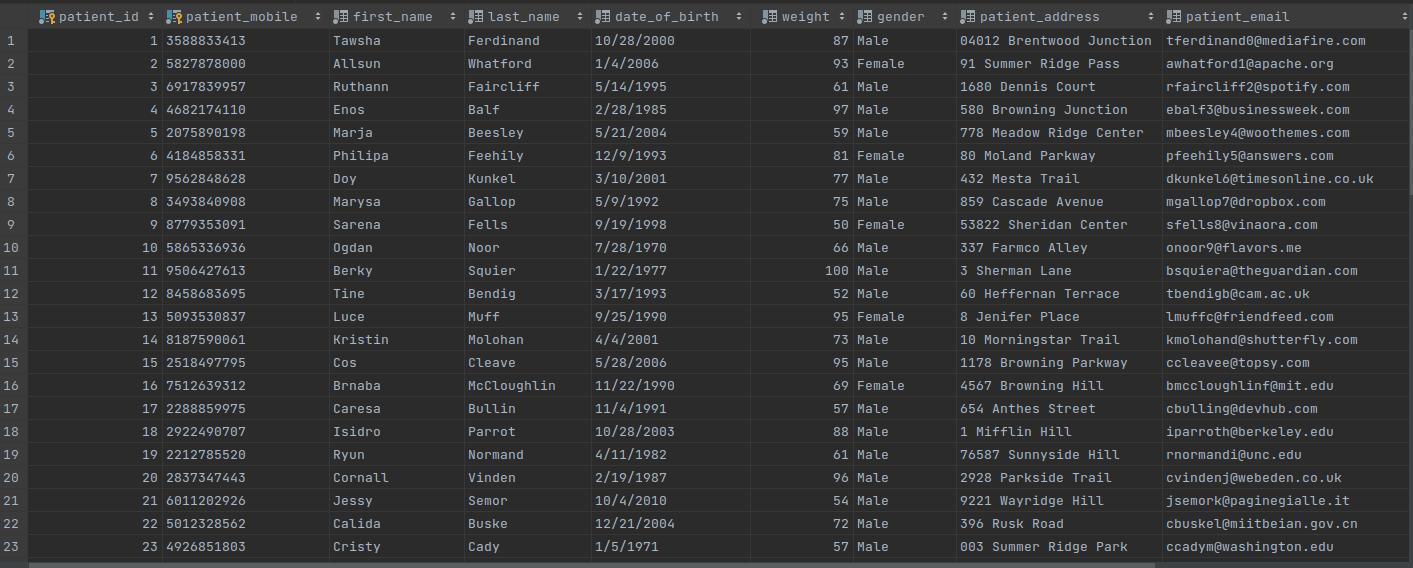 patient_id patient_mobile first_name last_name date_of_birth weight gender patient_address patient_email
1 1 3588833413 Tawsha Ferdinand 10/28/2000 87 Male 04012 Brentwood Junction tferdinand0@mediafire.com
2 2 5827878000 Allsun Whatford 1/4/2006 93 Female 91 Summer Ridge Pass awhatford1@apache.org
3 3 6917839957 Ruthann Faircliff 5/14/1995 61 Male 1680 Dennis Court rfaircliff2@spotify.com
4 4 4682174110 Enos Balf 2/28/1985 97 Male 580 Browning Junction ebalf3@businessweek.com
5 5 2075890198 Marja Beesley 5/21/2004 59 Male 778 Meadow Ridge Center mbeesley4@woothemes.com
6 6 4184858331 Philipa Feehily 12/9/1993 81 Female 80 Moland Parkway pfeehily5@answers.com
7 7 9562848628 Doy Kunkel 3/10/2001 77 Male 432 Mesta Trail dkunkel6@timesonline.co.uk
8 8 3493840908 Marysa Gallop 5/9/1992 75 Male 859 Cascade Avenue mgallop7@dropbox.com
9 9 8779353091 Sarena Fells 9/19/1998 50 Female 53822 Sheridan Center sfells8@vinaora.com
10 10 5865336936 Ogdan Noor 7/28/1970 66 Male 337 Farmco Alley onoor9@flavors.me
11 11 9506427613 Berky Squier 1/22/1977 100 Male 3 Sherman Lane bsquiera@theguardian.com
12 12 8458683695 Tine Bendig 3/17/1993 52 Male 60 Heffernan Terrace tbendigb@cam.ac.uk
13 13 5093530837 Luce Muff 9/25/1990 95 Female 8 Jenifer Place lmuffc@friendfeed.com
14 14 8187590061 Kristin Molohan 4/4/2001 73 Male 10 Morningstar Trail kmolohand@shutterfly.com
15 15 2518497795 Cos Cleave 5/28/2006 95 Male 1178 Browning Parkway ccleavee@topsy.com
16 16 7512639312 Brnaba McCloughlin 11/22/1990 69 Female 4567 Browning Hill bmccloughlinf@mit.edu
17 17 2288859975 Caresa Bullin 11/4/1991 57 Male 654 Anthes Street cbulling@devhub.com
18 18 2922490707 Isidro Parrot 10/28/2003 88 Male 1 Mifflin Hill iparroth@berkeley.edu
19 19 2212785520 Ryun Normand 4/11/1982 61 Male 76587 Sunnyside Hill rnormandi@unc.edu
20 20 2837347443 Cornall Vinden 2/19/1987 96 Male 2928 Parkside Trail cvindenj@webeden.co.uk
21 21 6011202926 Jessy Semor 10/4/2010 54 Male 9221 Wayridge Hill jsemork@paginegialle.it
22 22 5012328562 Calida Buske 12/21/2004 72 Male 396 Rusk Road cbuskel@miitbeian.gov.cn
23 23 4926851803 Cristy Cady 1/5/1971 57 Male 003 Summer Ridge Park ccadym@washington.edu